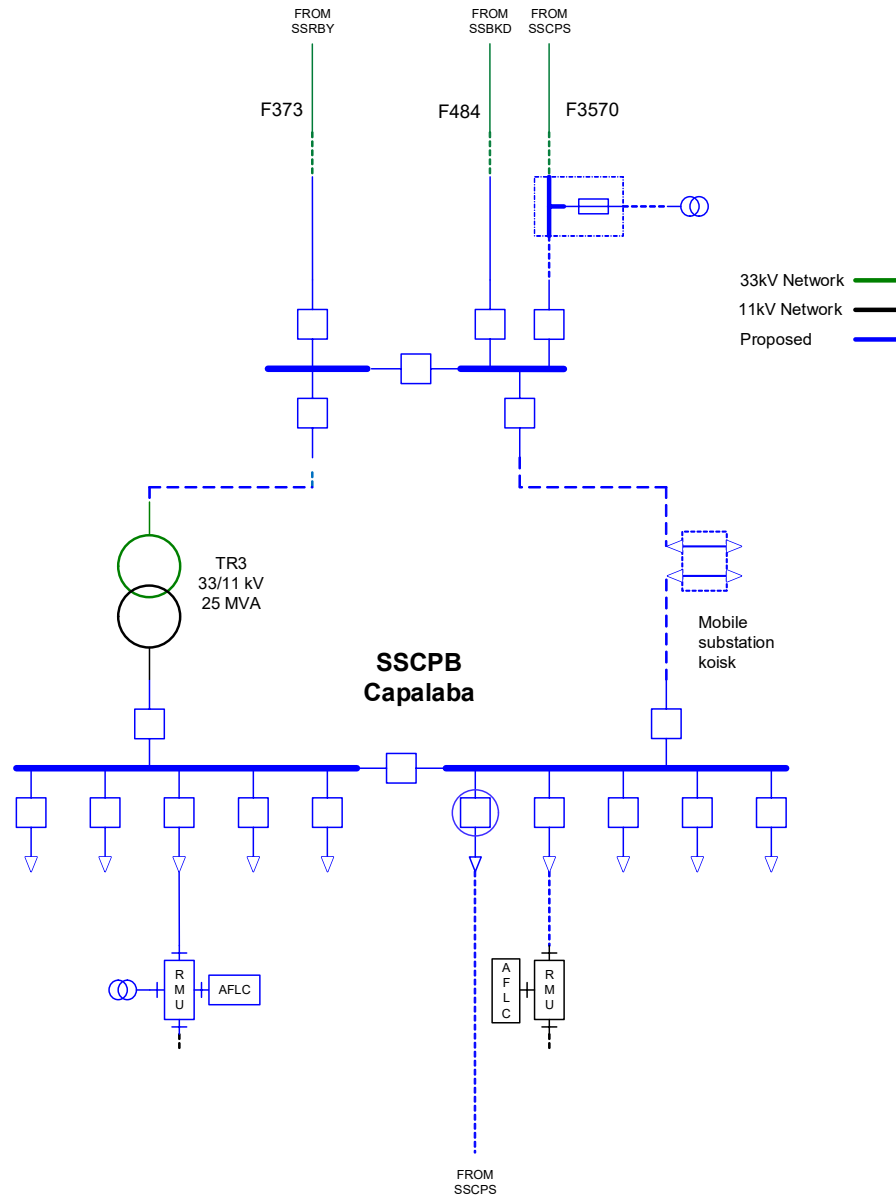 FROM
SSRBY
FROM
SSBKD
FROM
SSCPS
F373
F484
F3570
33kV Network
11kV Network
Proposed
TR3
33/11 kV
25 MVA
Mobile
substation
koisk
SSCPB
Capalaba
R
M
U
AFLC
A
F
L
C
R
M
U
FROM
SSCPS